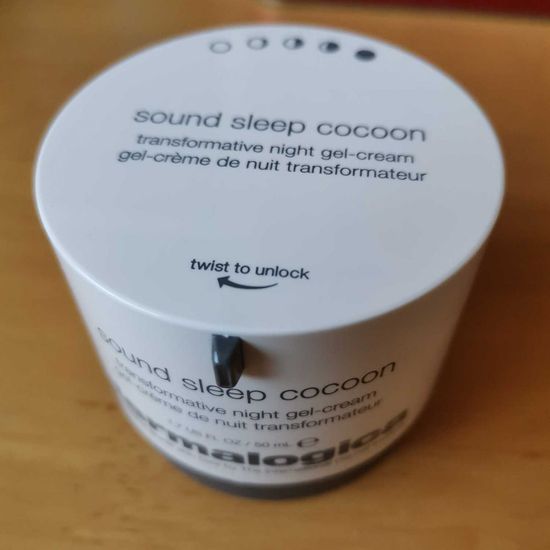 sound sleep cocoon
transformative night gel-cream
gel-crème de nuit transformateur
twist to unlock
sound sleep cocoon
transformative night gel-cream
gel-crème de nuit transformateur
1.7 US FL OZ / 50 mL e
dermalogica